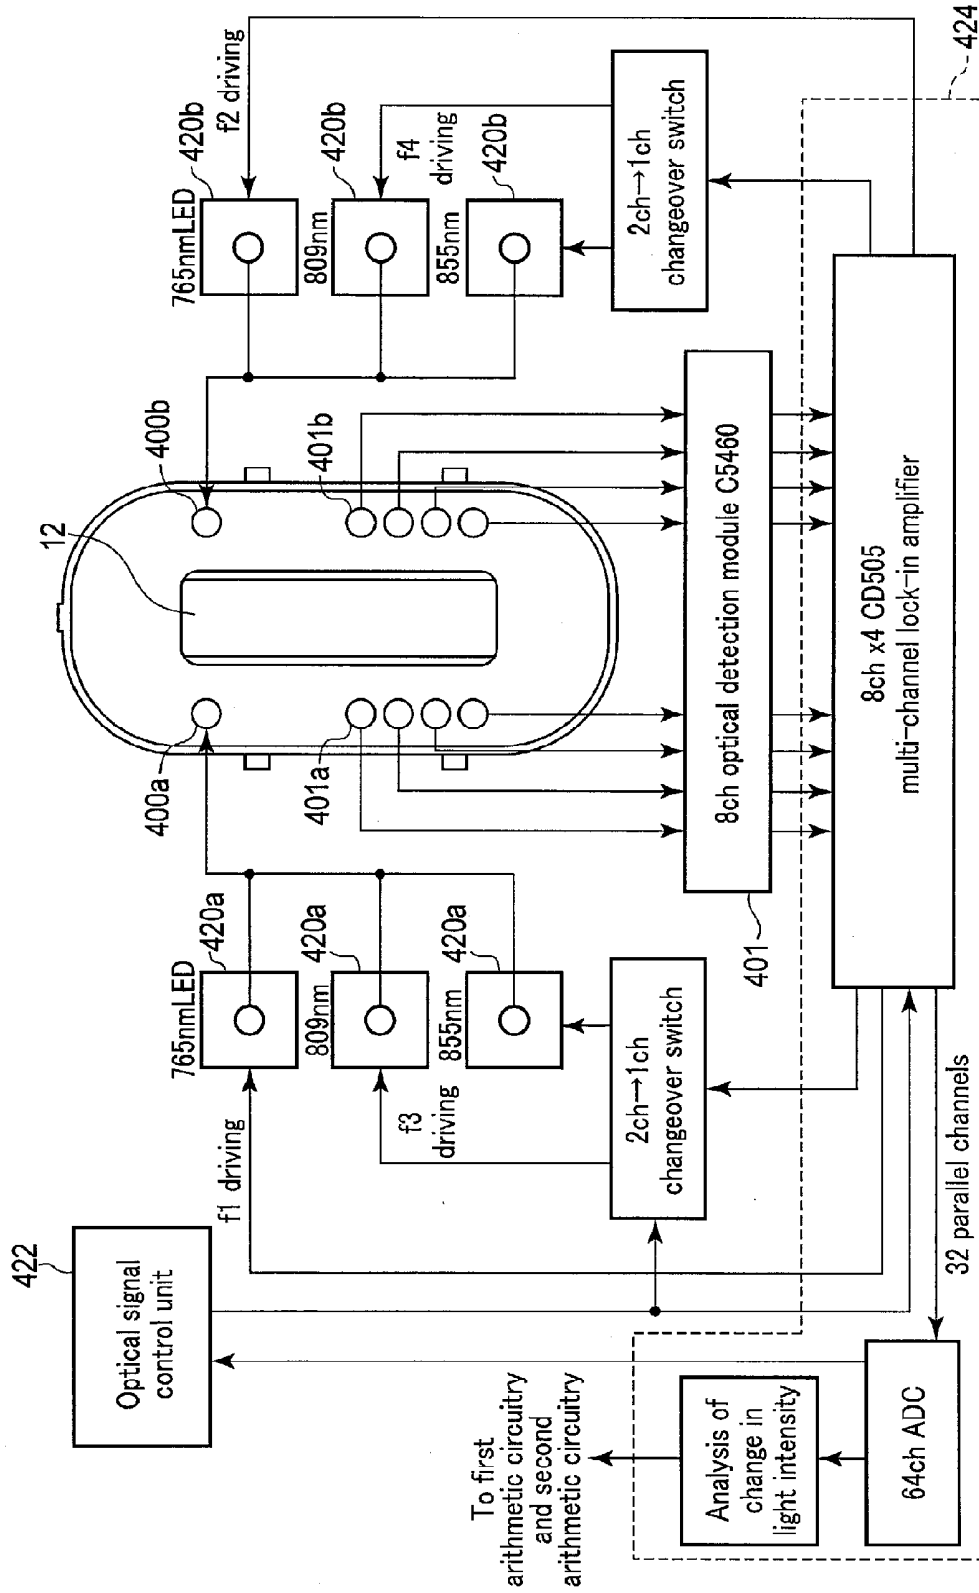 422
Optical signal
control unit
f1 driving
765nmLED
420a
809nm
420a
855nm
420a
f3
driving
2ch→1ch
changeover switch
400a
12
400b
401a
401b
765nmLED
420b
809nm
420b
855nm
420b
f2 driving
f4
driving
2ch→1ch
changeover switch
401
8ch optical detection module C5460
424
8ch x4 CD505
multi-channel lock-in amplifier
32 parallel channels
64ch ADC
Analysis of
change in
light intensity
To first
arithmetic circuitry
and second
arithmetic circuitry